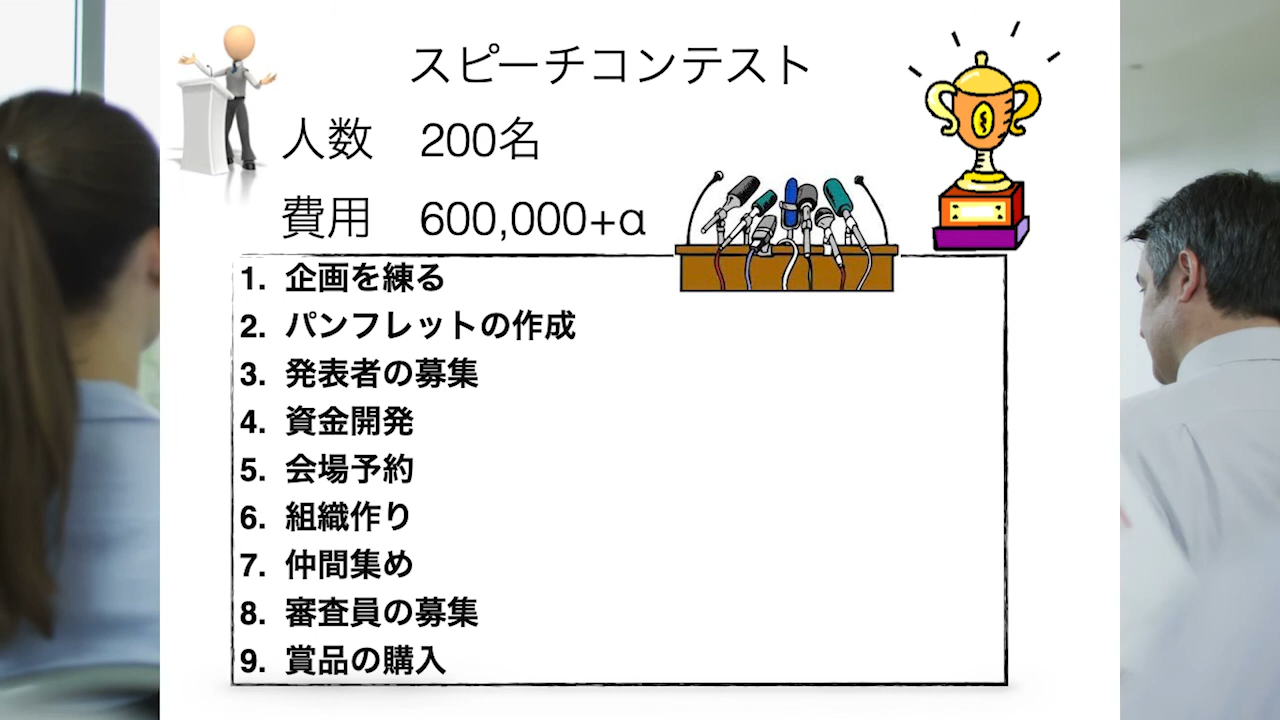 スピーチコンテスト
人数　200名
費用　600,000+α
1. 企画を練る
2. パンフレットの作成
3. 発表者の募集
4. 資金開発
5. 会場予約
6. 組織作り
7. 仲間集め
8. 審査員の募集
9. 賞品の購入